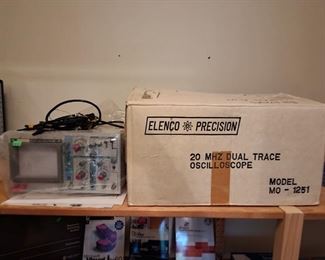 ELENCO PRECISION
20 MHZ DUAL TRACE
OSCILLOSCOPE
MODEL
MO - 1251